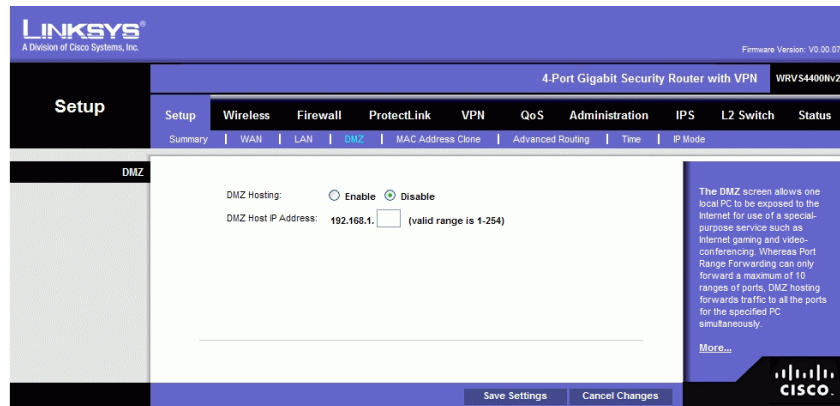 LINKSYS®
A Division of Cisco Systems, Inc.
Firmware Version: V0.00.07
4-Port Gigabit Security Router with VPN WRVS4400Nv2
Setup
Setup Wireless Firewall ProtectLink VPN QoS Administration IPS L2 Switch Status
Summary | WAN | LAN | DMZ | MAC Address Clone | Advanced Routing | Time | IP Mode
DMZ
DMZ Hosting: Enable Disable
DMZ Host IP Address: 192.168.1. (valid range is 1-254)
The DMZ screen allows one
local PC to be exposed to the
Internet for use of a special-
purpose service such as
Internet gaming and video-
conferencing. Whereas Port
Range Forwarding can only
forward a maximum of 10
ranges of ports, DMZ hosting
forwards traffic to all the ports
for the specified PC
simultaneously.
More...
Save Settings Cancel Changes
CISCO.